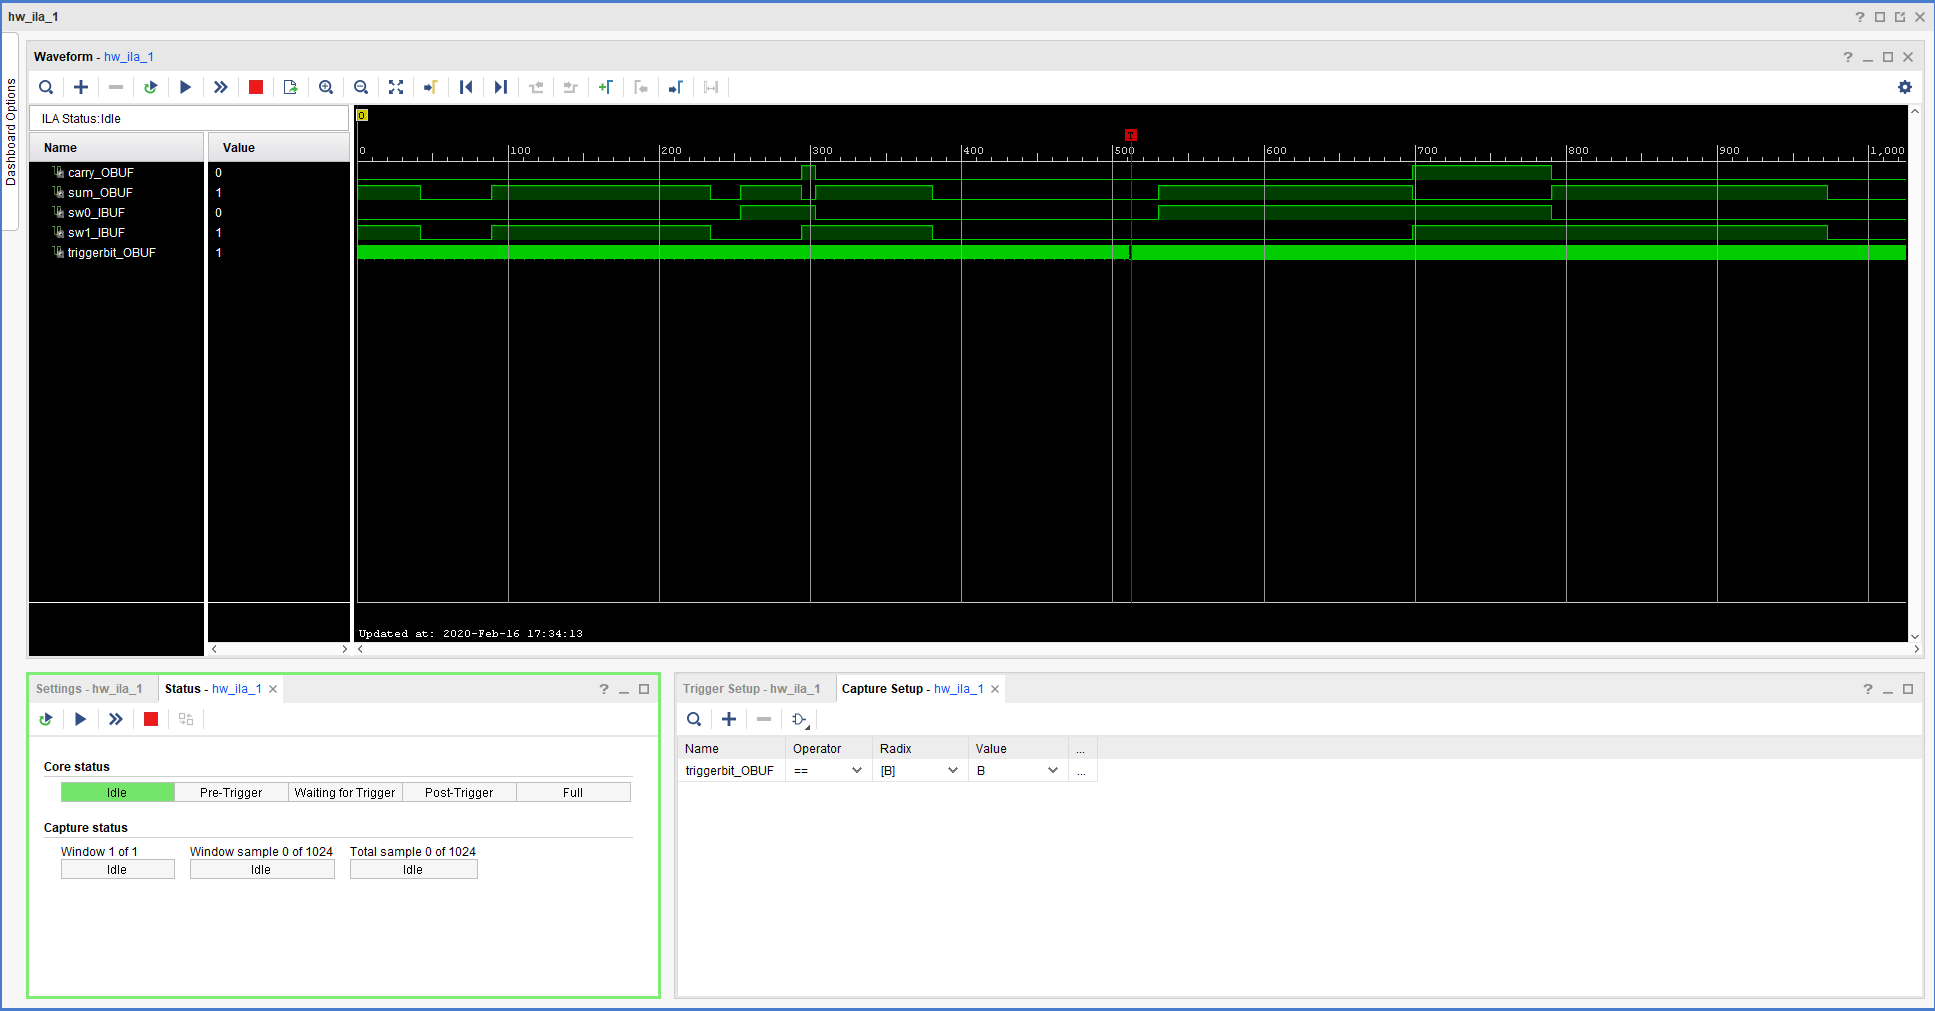 hw_ila_1
Dashboard Options
Waveform - hw_ila_1
ILA Status:Idle
Name Value
carry_OBUF 0
sum_OBUF 1
sw0_IBUF 0
sw1_IBUF 1
triggerbit_OBUF 1
0
T
0 100 200 300 400 500 600 700 800 900 1,000
Updated at: 2020-Feb-16 17:34:13
Settings - hw_ila_1 Status - hw_ila_1
Core status
Idle Pre-Trigger Waiting for Trigger Post-Trigger Full
Capture status
Window 1 of 1 Window sample 0 of 1024 Total sample 0 of 1024
Idle Idle Idle
Trigger Setup - hw_ila_1 Capture Setup - hw_ila_1
Name Operator Radix Value ...
triggerbit_OBUF == [B] B ...